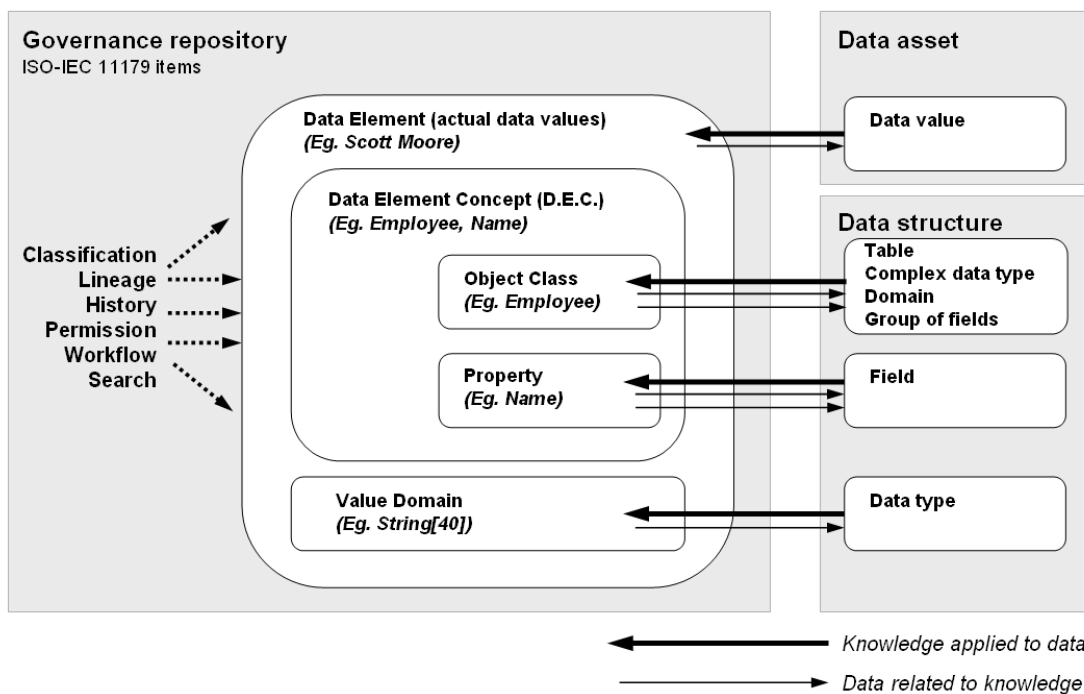 Governance repository
ISO-IEC 11179 items
Data Element (actual data values)
(Eg. Scott Moore)
Data Element Concept (D.E.C.)
(Eg. Employee, Name)
Object Class
(Eg. Employee)
Property
(Eg. Name)
Value Domain
(Eg. String[40])
Classification
Lineage
History
Permission
Workflow
Search
Data asset
Data value
Data structure
Table
Complex data type
Domain
Group of fields
Field
Data type
Knowledge applied to data
Data related to knowledge